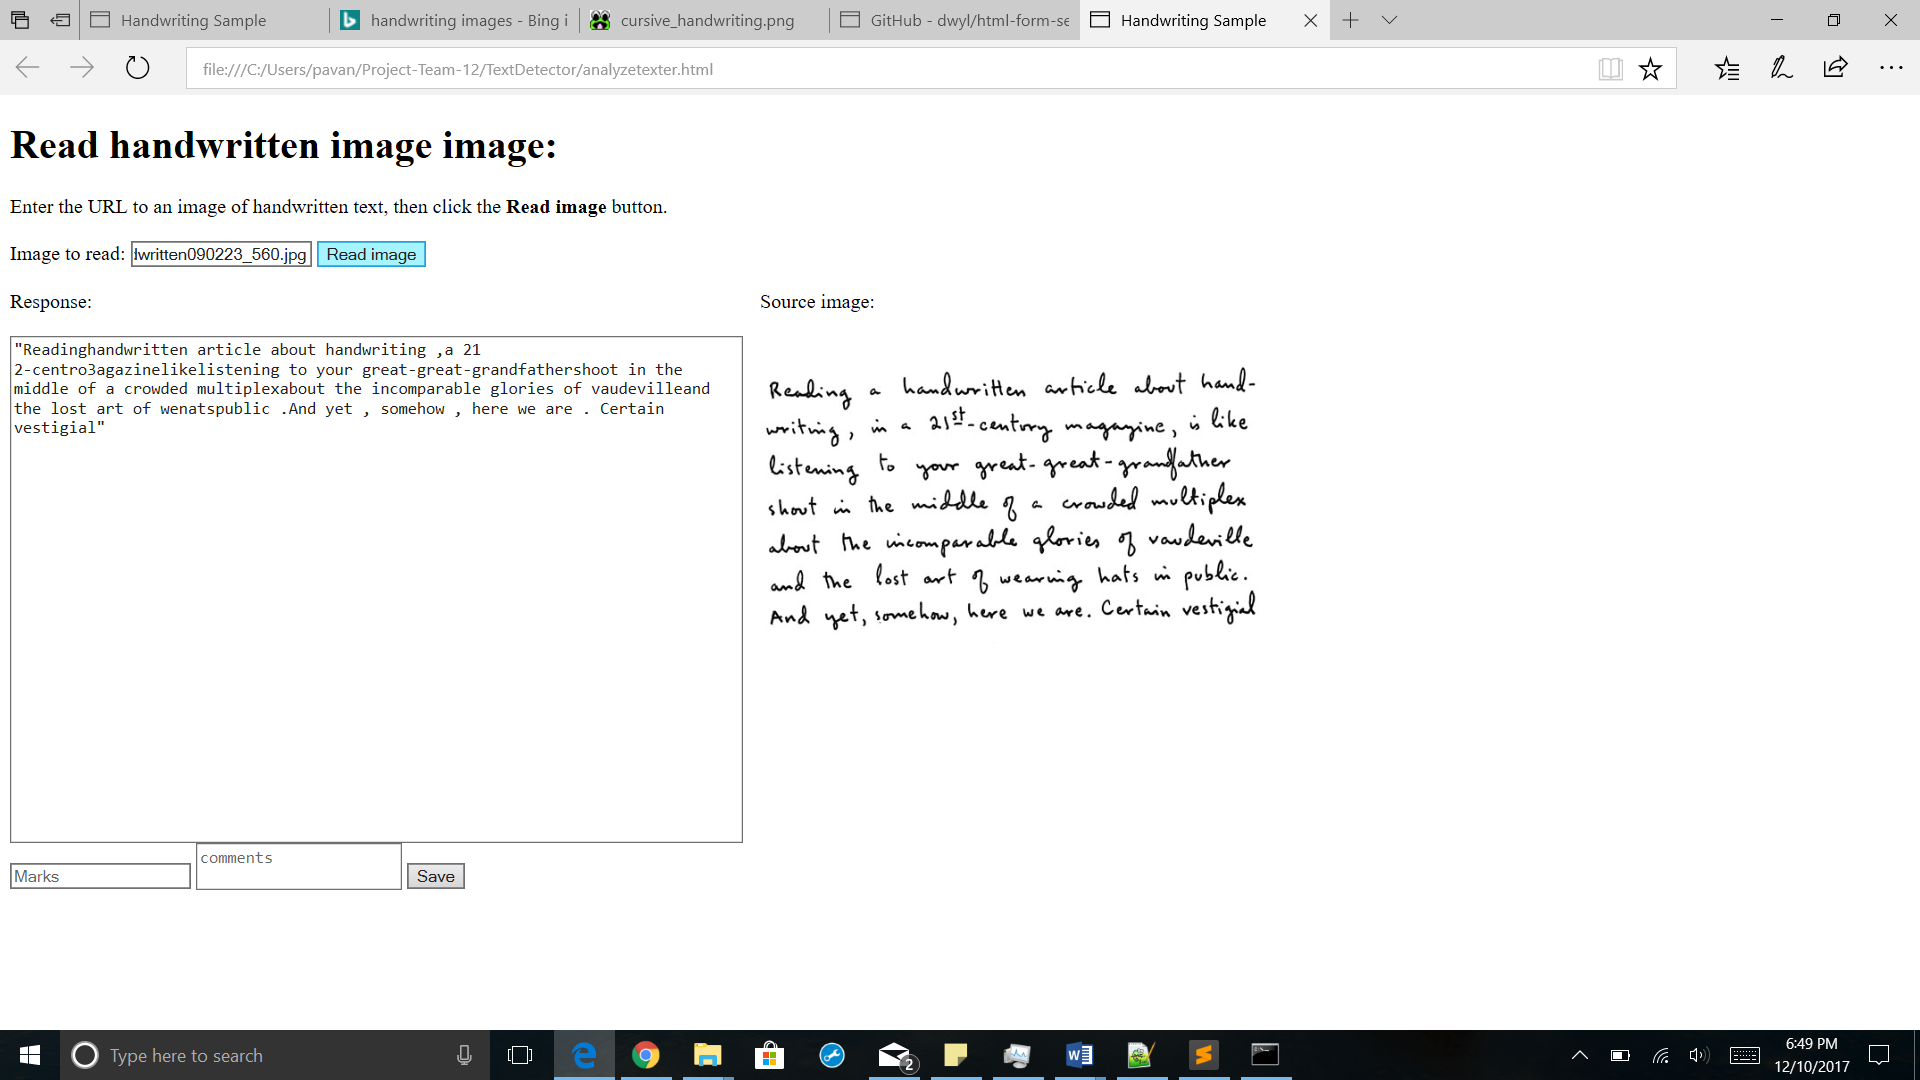 Handwriting Sample
handwriting images - Bing i
cursive_handwriting.png
GitHub - dwyl/html-form-se
Handwriting Sample
file:///C:/Users/pavan/Project-Team-12/TextDetector/analyzetexter.html
Read handwritten image image:
Enter the URL to an image of handwritten text, then click the Read image button.
Image to read: written090223_560.jpg Read image
Response:
"Readinghandwritten article about handwriting ,a 21
2-centro3agazinelikelistening to your great-great-grandfathershoot in the
middle of a crowded multiplexabout the incomparable glories of vaudevilleand
the lost art of wenatspublic .And yet , somehow , here we are . Certain
vestigial"
Marks
comments
Save
Source image:
Reading a handwritten article about hand-
writing, in a 21st-century magazine, is like
listening to your great-great-grandfather
shout in the middle of a crowded multiplex
about the incomparable glories of vaudeville
and the lost art of wearing hats in public.
And yet, somehow, here we are. Certain vestigial
Type here to search
2
6:49 PM
12/10/2017